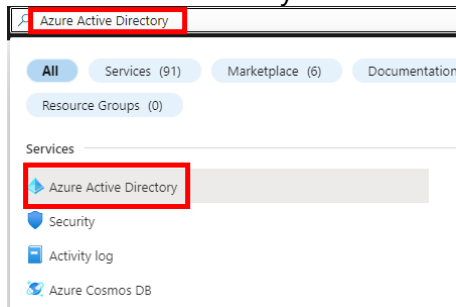 Azure Active Directory
All Services (91) Marketplace (6) Documentation
Resource Groups (0)
Services
Azure Active Directory
Security
Activity log
Azure Cosmos DB